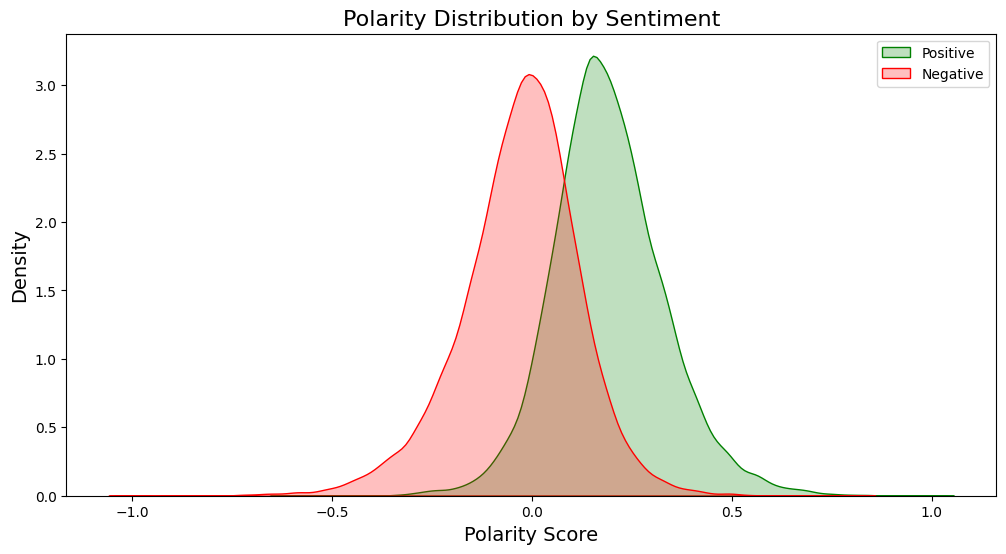 Polarity Distribution by Sentiment
Positive
Negative
Density
3.0
2.5
2.0
1.5
1.0
0.5
0.0
−1.0 −0.5 0.0 0.5 1.0
Polarity Score